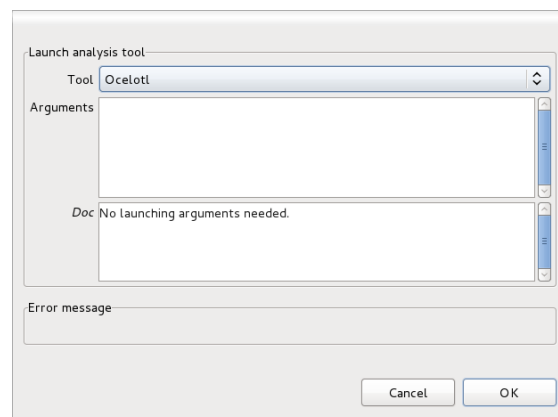 Launch analysis tool
Tool Ocelotl
Arguments
Doc No launching arguments needed.
Error message
Cancel OK